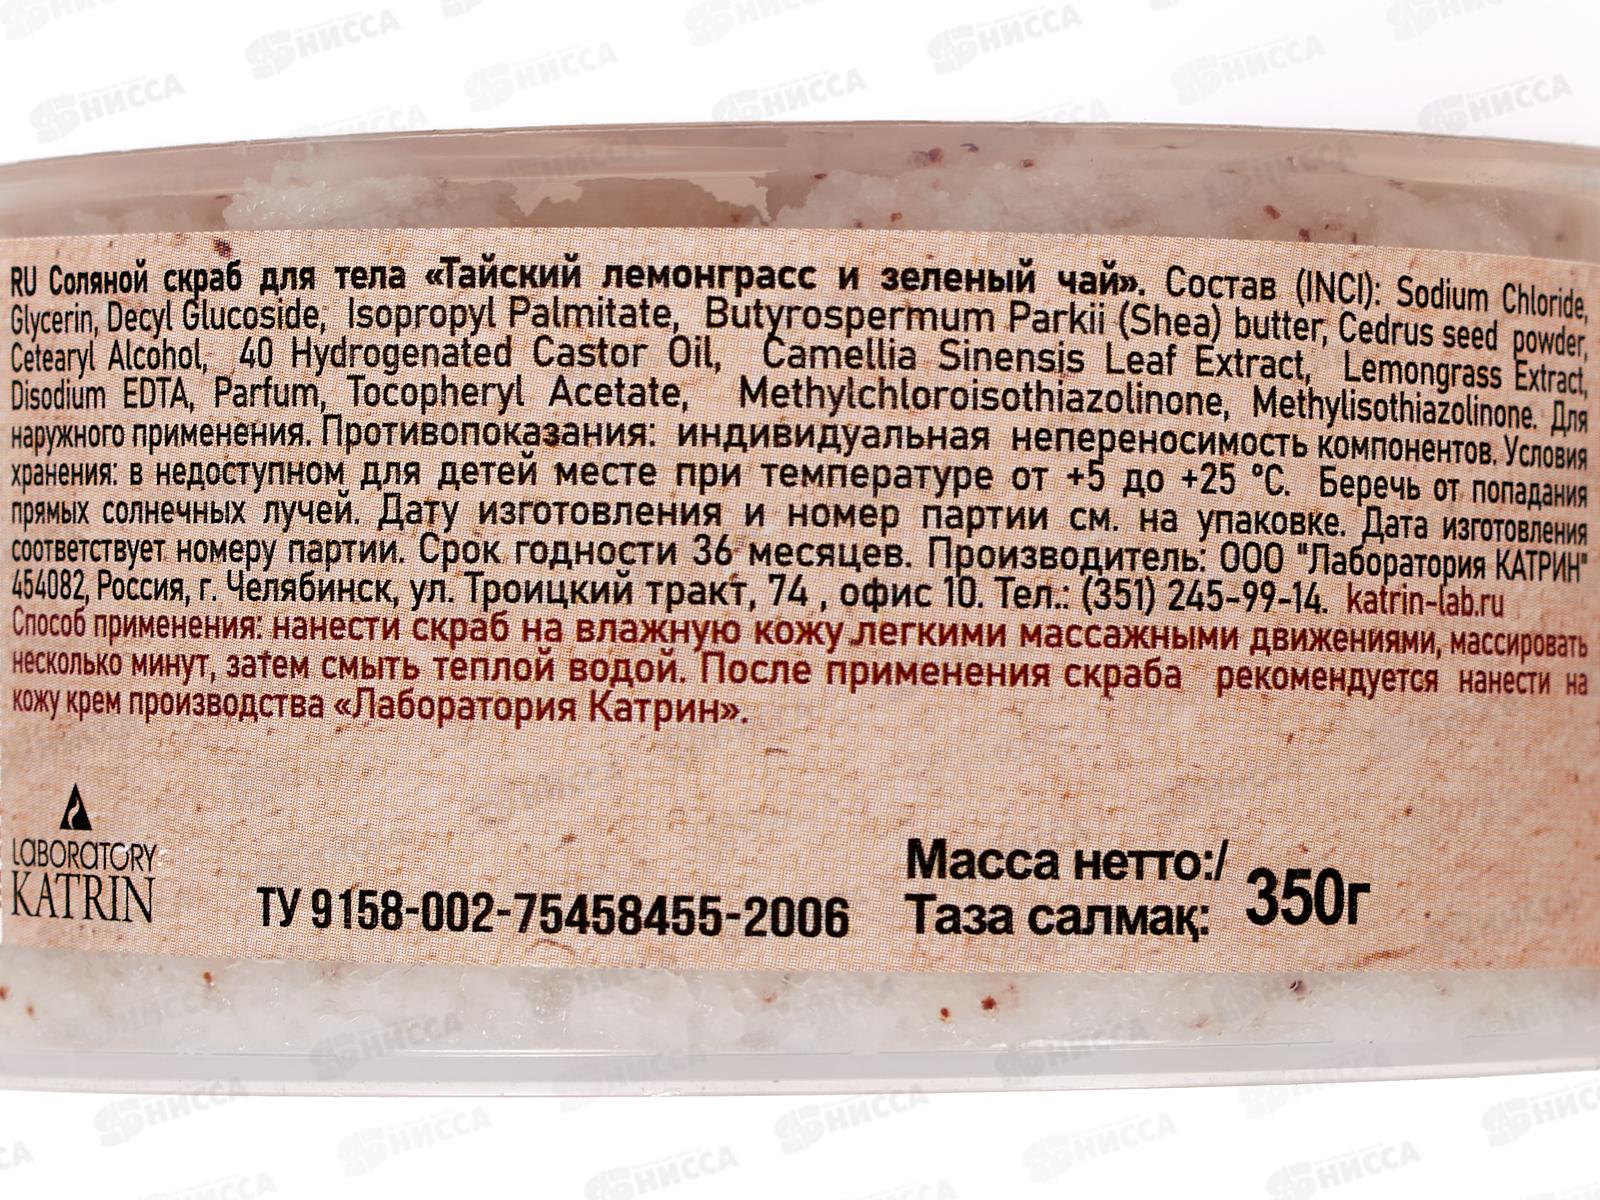 RU Соляной скраб для тела «Тайский лемонграсс и зеленый чай». Состав (INCI): Sodium Chloride,
Glycerin, Decyl Glucoside, Isopropyl Palmitate, Butyrospermum Parkii (Shea) butter, Cedrus seed powder,
Cetearyl Alcohol, 40 Hydrogenated Castor Oil, Camellia Sinensis Leaf Extract, Lemongrass Extract,
Disodium EDTA, Parfum, Tocopheryl Acetate, Methylchloroisothiazolinone, Methylisothiazolinone. Для
наружного применения. Противопоказания: индивидуальная непереносимость компонентов. Условия
хранения: в недоступном для детей месте при температуре от +5 до +25 °С. Беречь от попадания
прямых солнечных лучей. Дату изготовления и номер партии см. на упаковке. Дата изготовления
соответствует номеру партии. Срок годности 36 месяцев. Производитель: ООО "Лаборатория КАТРИН"
454082, Россия, г. Челябинск, ул. Троицкий тракт, 74 , офис 10. Тел.: (351) 245-99-14. katrin-lab.ru
Способ применения: нанести скраб на влажную кожу легкими массажными движениями, массировать
несколько минут, затем смыть теплой водой. После применения скраба рекомендуется нанести на
кожу крем производства «Лаборатория Катрин».
LABORATORY
KATRIN
ТУ 9158-002-75458455-2006
Масса нетто:/
Таза салмақ:
350г
АБНИССА